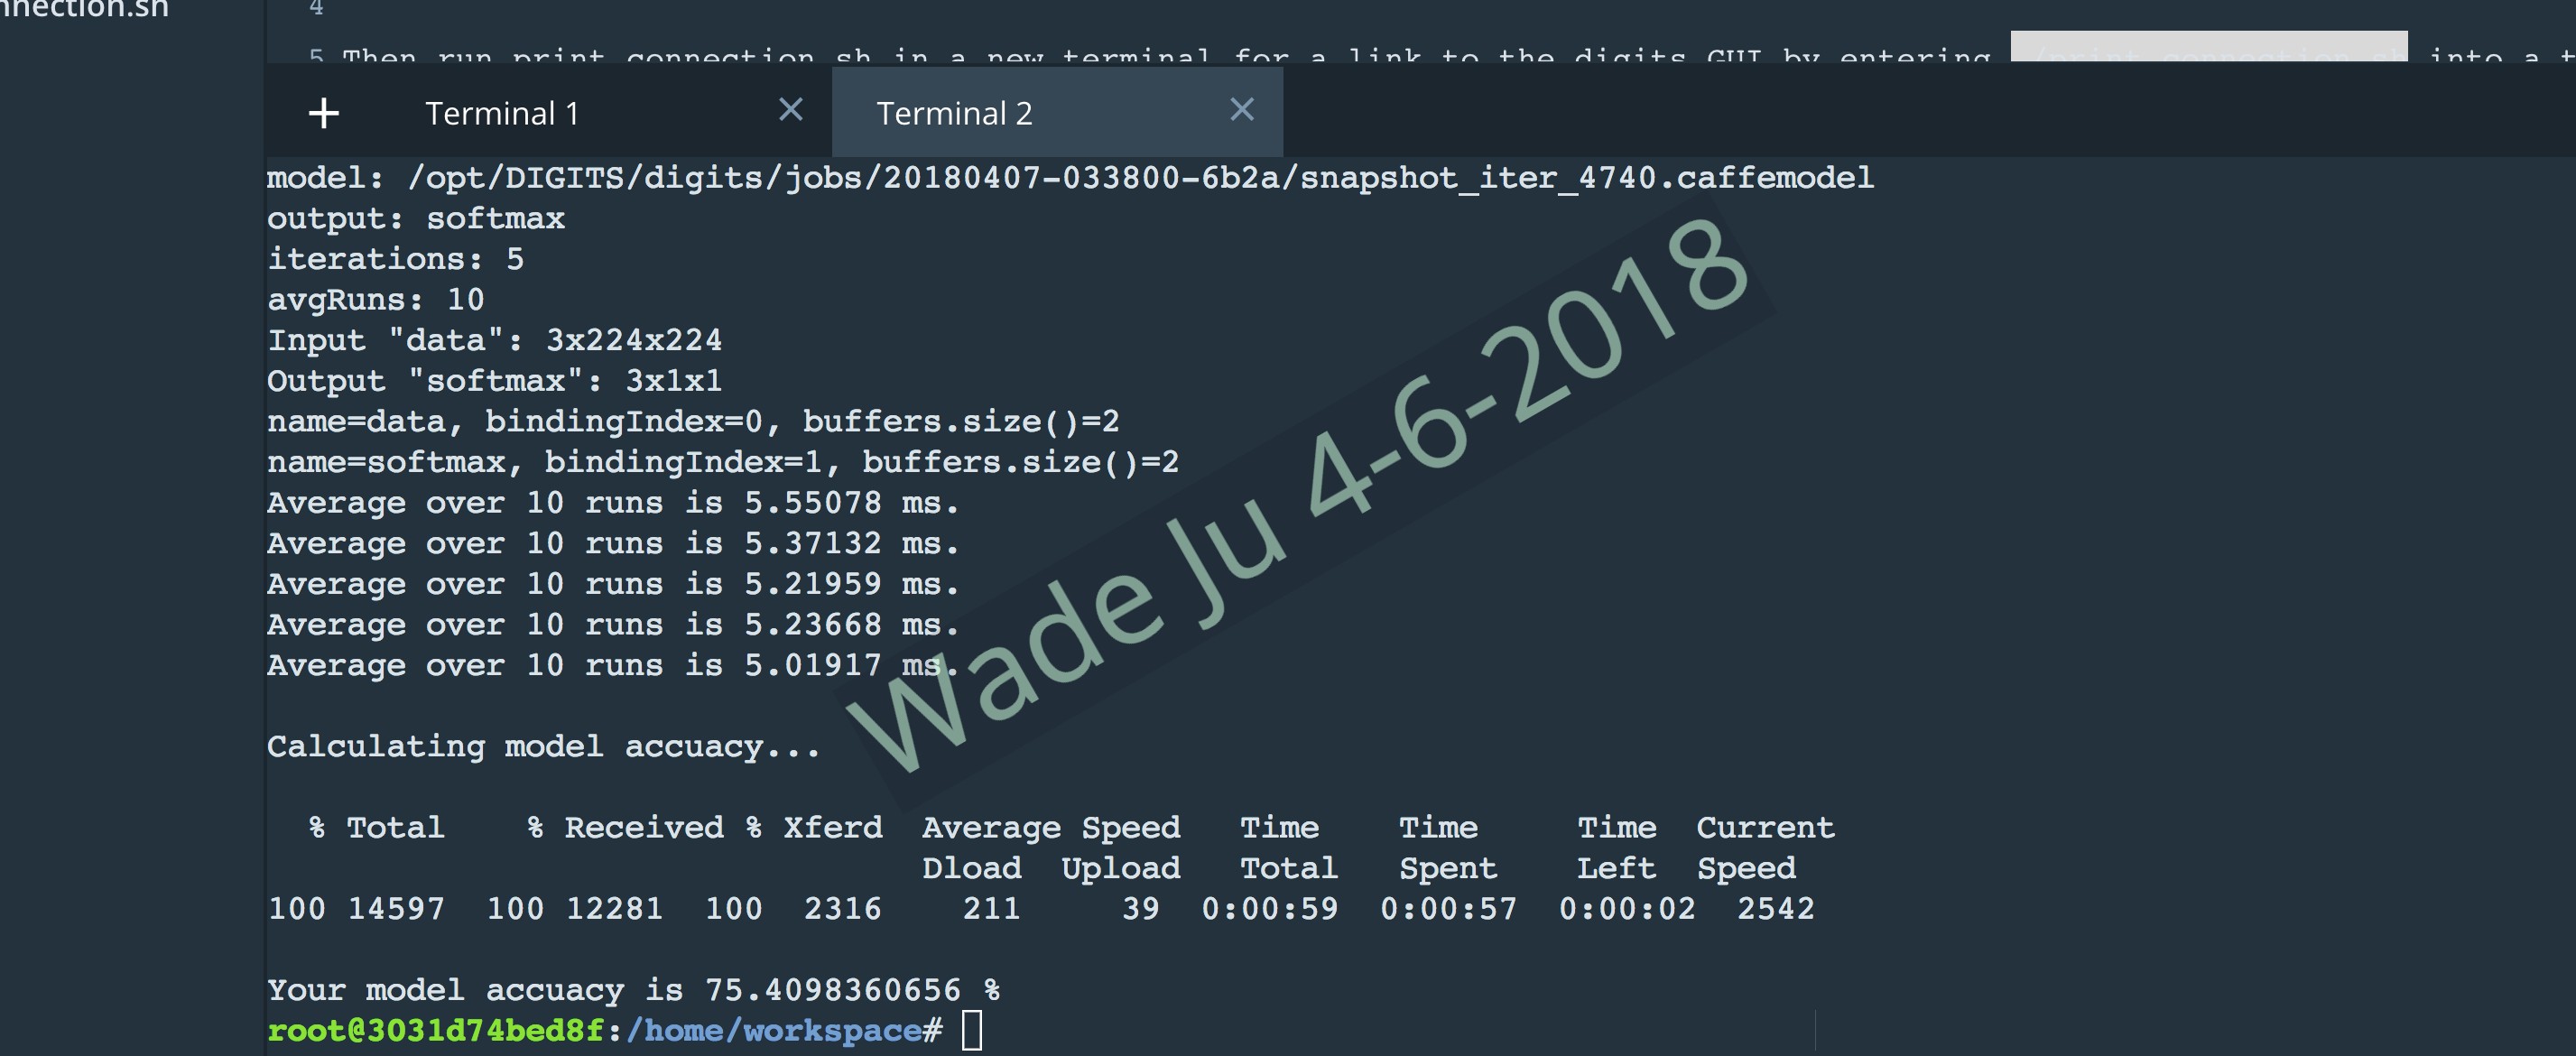 nnection.sh
4
5 Then run print connection sh in a new terminal for a link to the digits GUI by entering ./print connection sh into a t
+ Terminal 1 × Terminal 2 ×
model: /opt/DIGITS/digits/jobs/20180407-033800-6b2a/snapshot_iter_4740.caffemodel
output: softmax
iterations: 5
avgRuns: 10
Input "data": 3x224x224
Output "softmax": 3x1x1
name=data, bindingIndex=0, buffers.size()=2
name=softmax, bindingIndex=1, buffers.size()=2
Average over 10 runs is 5.55078 ms.
Average over 10 runs is 5.37132 ms.
Average over 10 runs is 5.21959 ms.
Average over 10 runs is 5.23668 ms.
Average over 10 runs is 5.01917 ms.
Wade Ju 4-6-2018
Calculating model accuacy...
% Total % Received % Xferd Average Speed Time Time Time Current
Dload Upload Total Spent Left Speed
100 14597 100 12281 100 2316 211 39 0:00:59 0:00:57 0:00:02 2542
Your model accuacy is 75.4098360656 %
root@3031d74bed8f:/home/workspace#